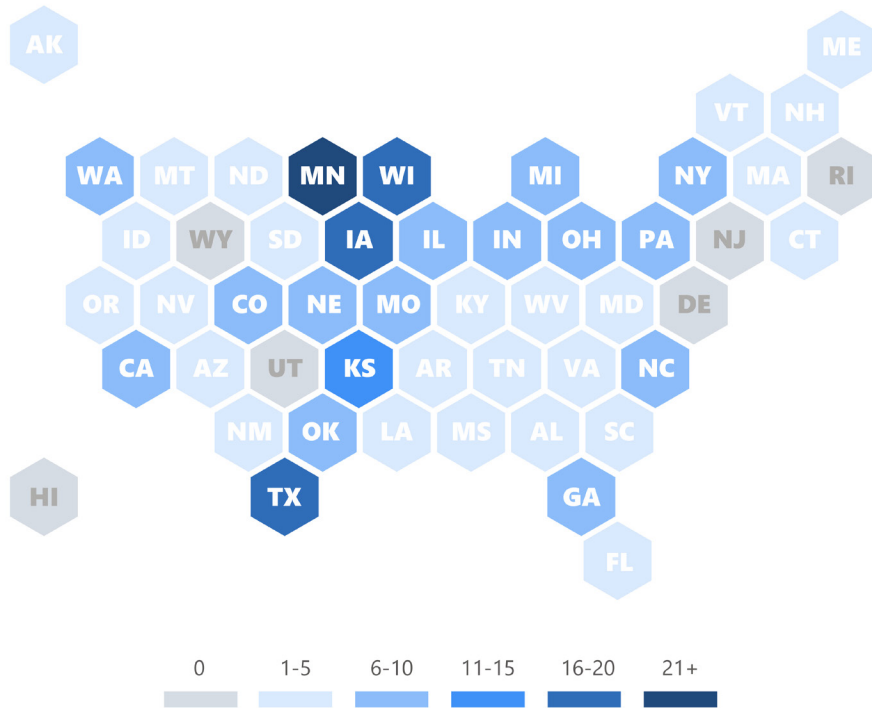 AK
ME
VT NH
WA MT ND MN WI MI NY MA RI
ID WY SD IA IL IN OH PA NJ CT
OR NV CO NE MO KY WV MD DE
CA AZ UT KS AR TN VA NC
NM OK LA MS AL SC
HI TX GA
FL
0 1-5 6-10 11-15 16-20 21+